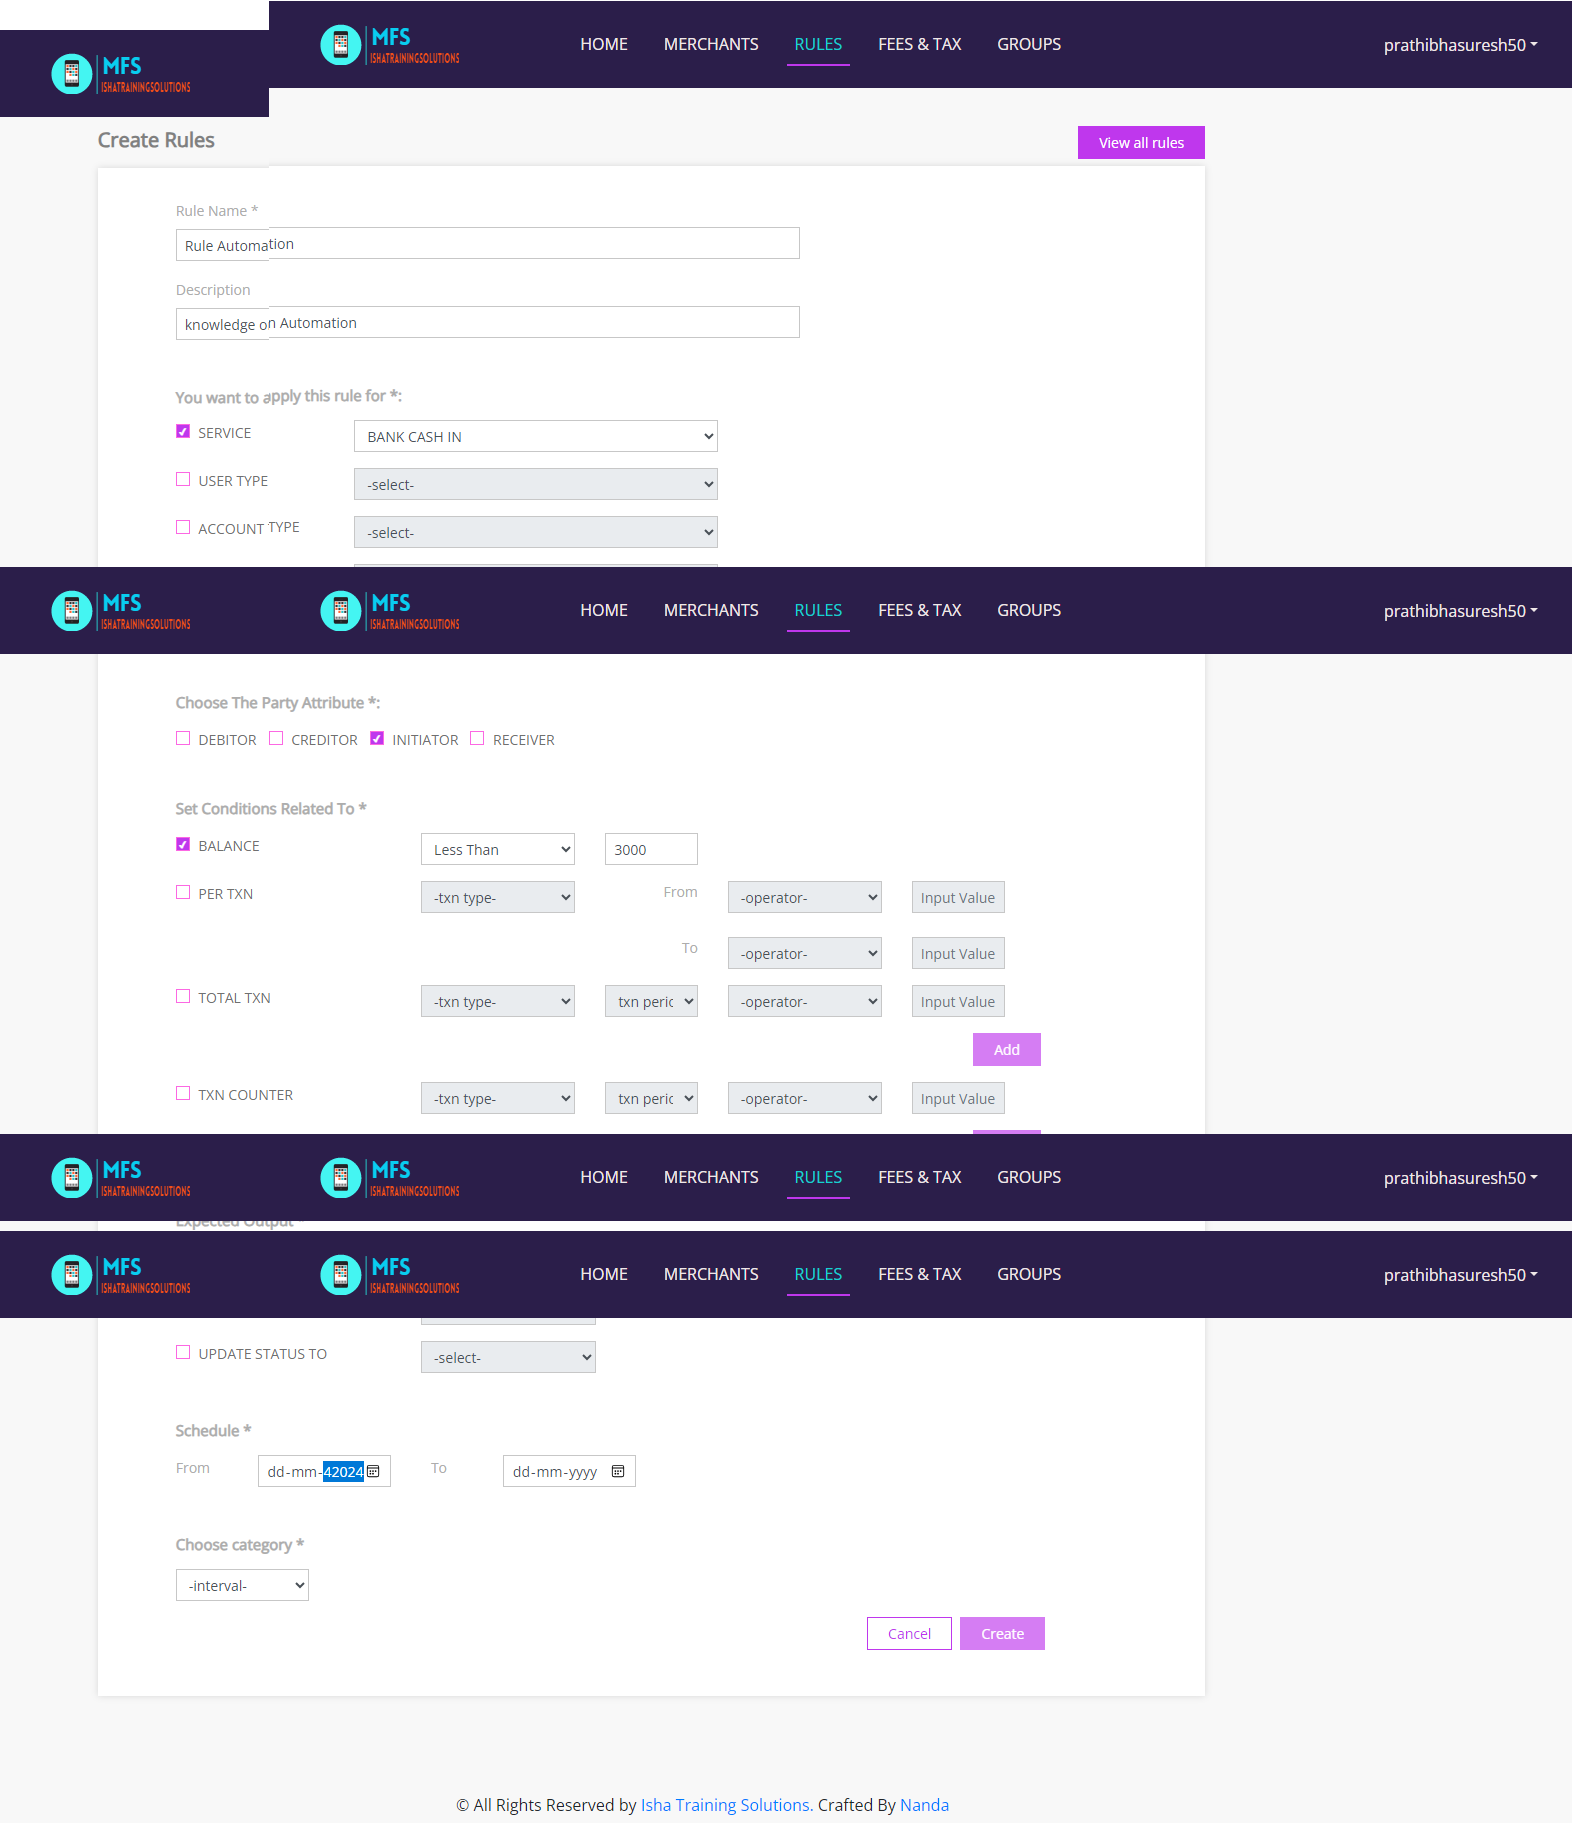 MFS
ISHATRAININGSOLUTIONS
HOME MERCHANTS RULES FEES & TAX GROUPS
prathibhasuresh50
MFS
ISHATRAININGSOLUTIONS
Create Rules
View all rules
Rule Name *
Rule Automation
Description
knowledge on Automation
You want to apply this rule for *:
SERVICE BANK CASH IN
USER TYPE -select-
ACCOUNT TYPE -select-
MFS
ISHATRAININGSOLUTIONS
MFS
ISHATRAININGSOLUTIONS
HOME MERCHANTS RULES FEES & TAX GROUPS
prathibhasuresh50
Choose The Party Attribute *:
DEBITOR CREDITOR INITIATOR RECEIVER
Set Conditions Related To *
BALANCE Less Than 3000
PER TXN -txn type- From -operator- Input Value
To -operator- Input Value
TOTAL TXN -txn type- txn peric -operator- Input Value
Add
TXN COUNTER -txn type- txn peric -operator- Input Value
MFS
ISHATRAININGSOLUTIONS
MFS
ISHATRAININGSOLUTIONS
HOME MERCHANTS RULES FEES & TAX GROUPS
prathibhasuresh50
Expected Output *
MFS
ISHATRAININGSOLUTIONS
MFS
ISHATRAININGSOLUTIONS
HOME MERCHANTS RULES FEES & TAX GROUPS
prathibhasuresh50
UPDATE STATUS TO -select-
Schedule *
From dd-mm-42024 To dd-mm-yyyy
Choose category *
-interval-
Cancel Create
© All Rights Reserved by Isha Training Solutions. Crafted By Nanda